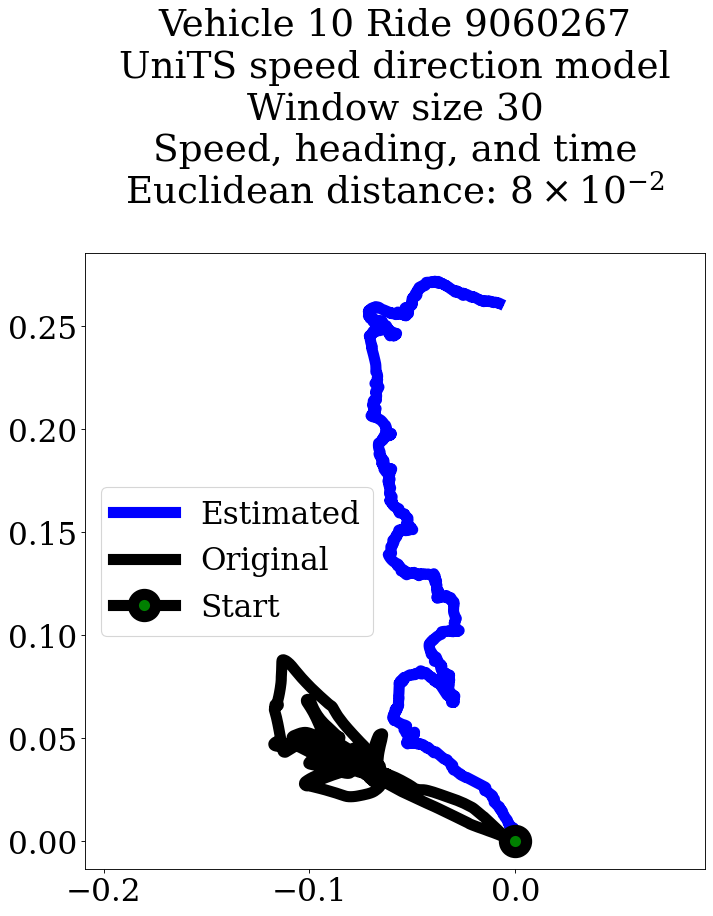 Vehicle 10 Ride 9060267
UniTS speed direction model
Window size 30
Speed, heading, and time
Euclidean distance: 8 × 10⁻²
0.25
0.20
0.15
0.10
0.05
0.00
Estimated
Original
Start
−0.2
−0.1
0.0